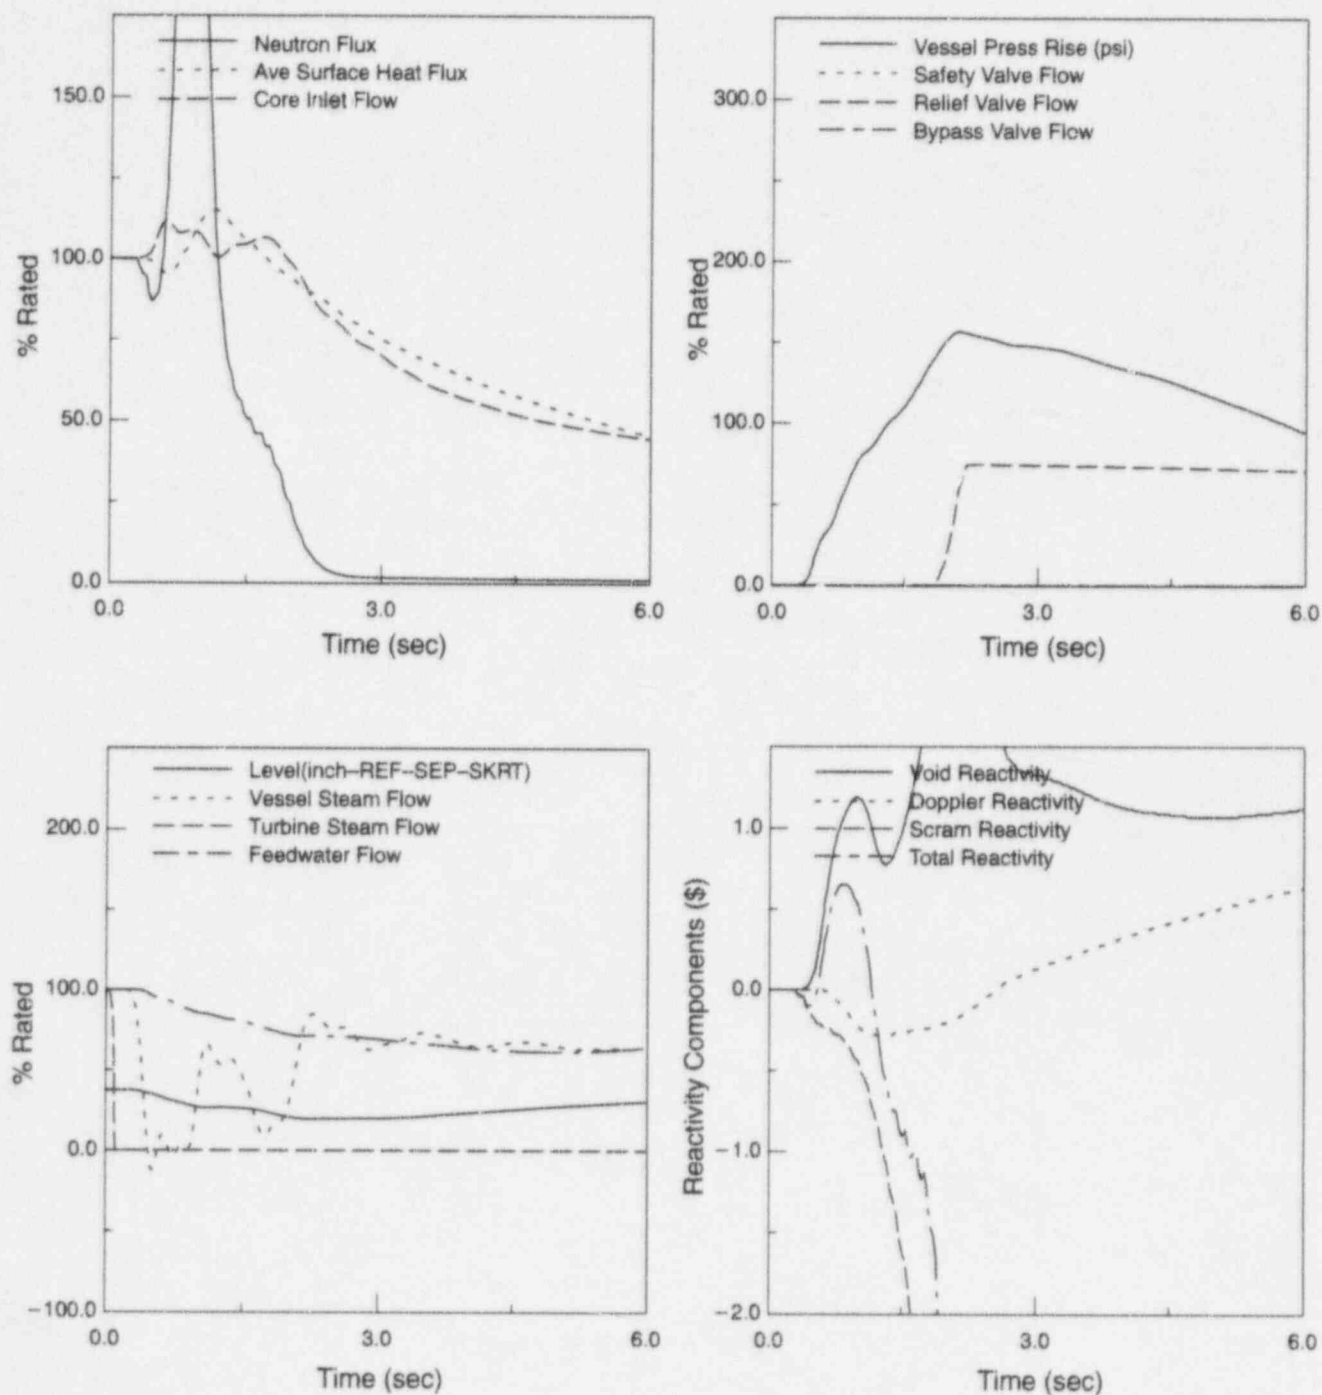 Neutron Flux
Ave Surface Heat Flux
Core Inlet Flow
150.0
100.0
50.0
0.0
% Rated
0.0
3.0
6.0
Time (sec)
Vessel Press Rise (psi)
Safety Valve Flow
Relief Valve Flow
Bypass Valve Flow
300.0
200.0
100.0
0.0
% Rated
0.0
3.0
6.0
Time (sec)
Level(inch-REF-SEP-SKRT)
Vessel Steam Flow
Turbine Steam Flow
Feedwater Flow
200.0
100.0
0.0
-100.0
% Rated
0.0
3.0
6.0
Time (sec)
Void Reactivity
Doppler Reactivity
Scram Reactivity
Total Reactivity
1.0
0.0
-1.0
-2.0
Reactivity Components ($)
0.0
3.0
6.0
Time (sec)